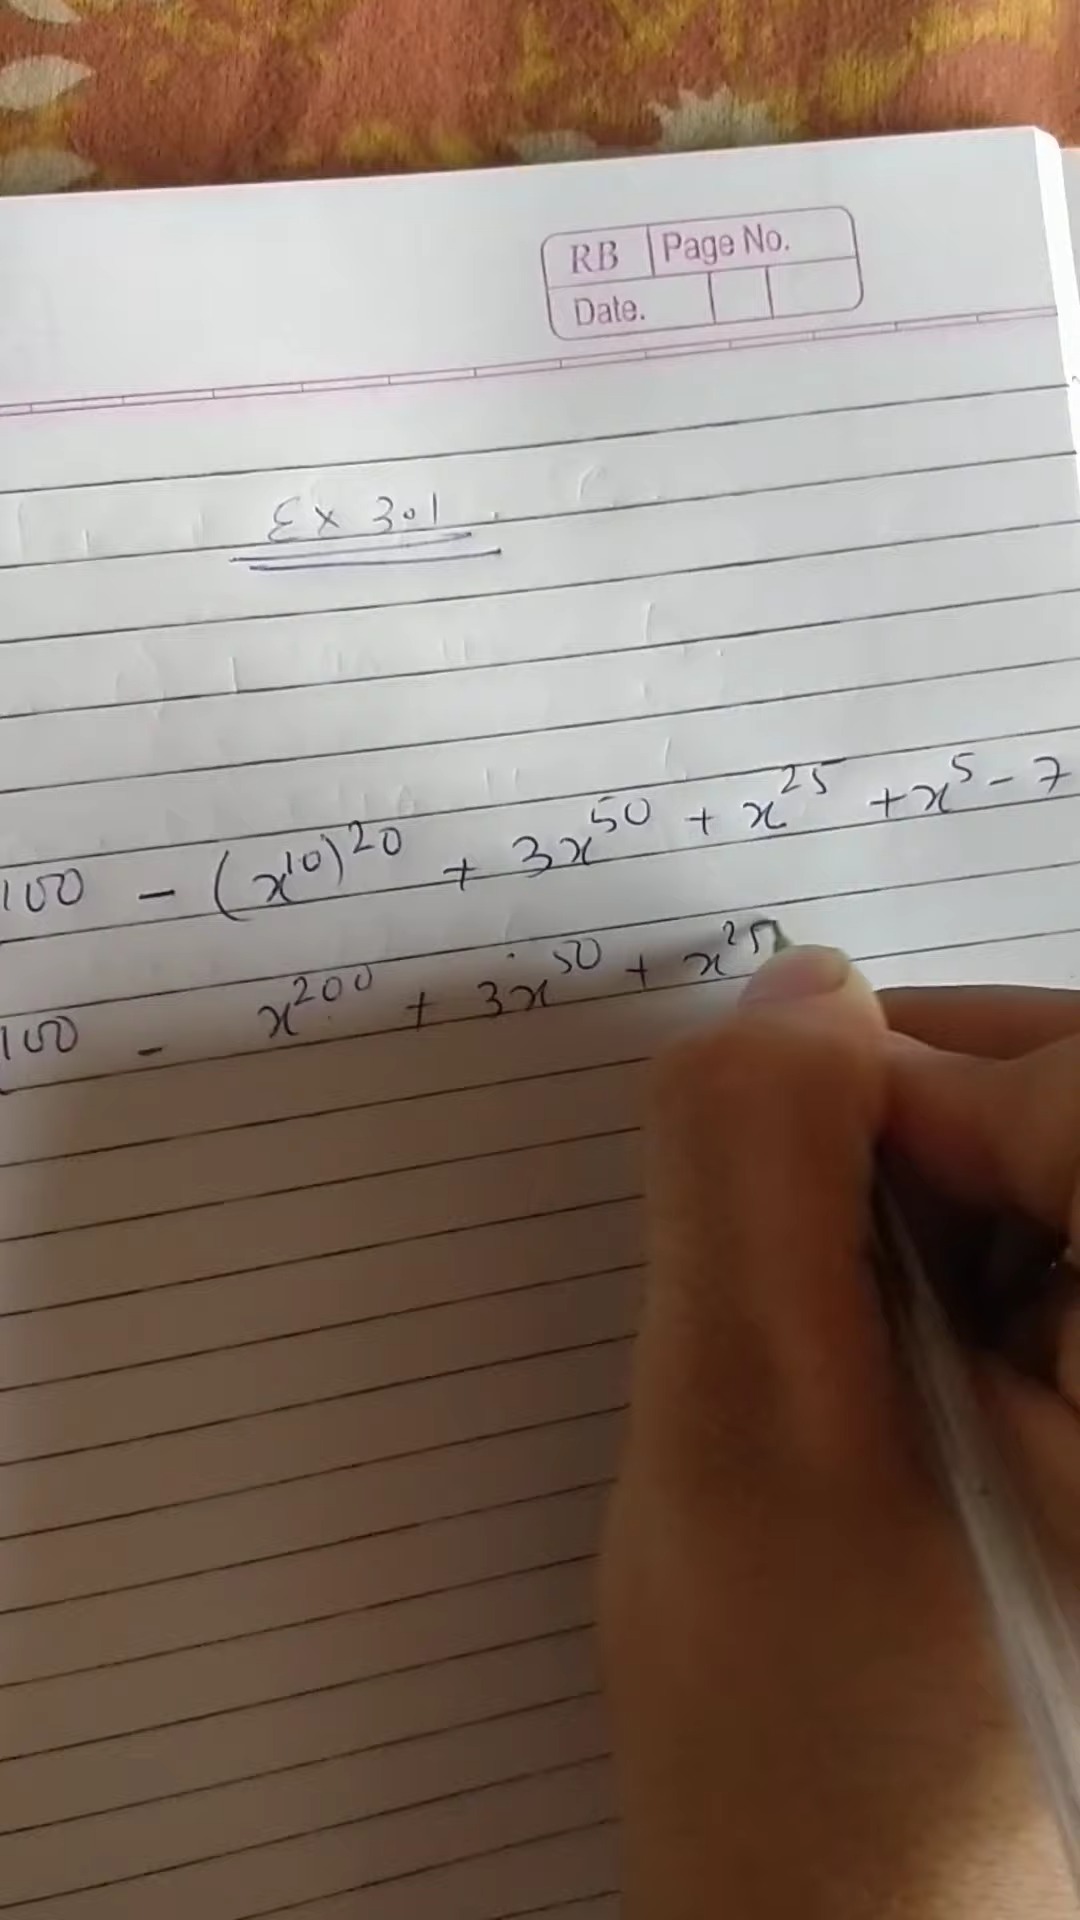 RB Page No.
Date.
Ex 3.1
100 - (x^10)^20 + 3x^50 + x^25 + x^5 - 7
100 - x^200 + 3x^50 + x^25